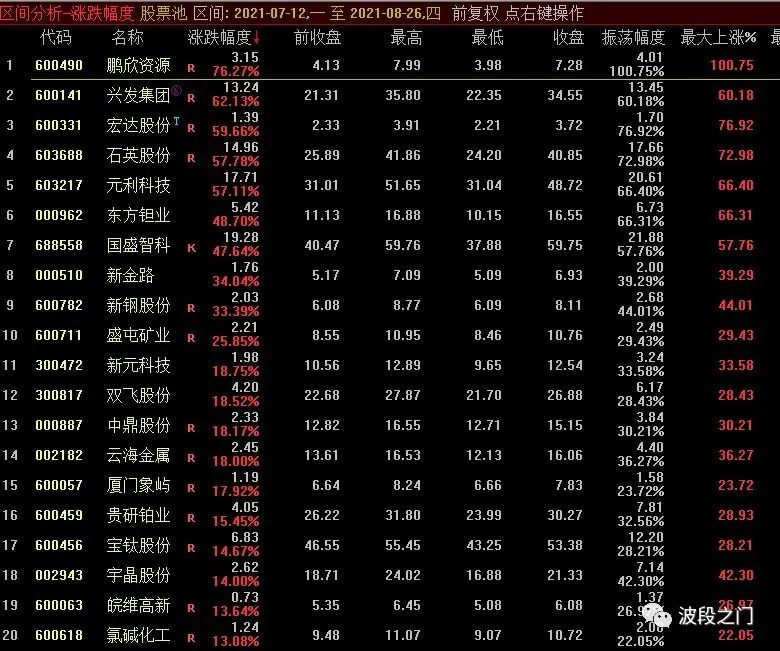 区间分析—涨跌幅度 股票池 区间: 2021-07-12,一 至 2021-08-26,四 前复权 点右键操作
代码 名称 涨跌幅度↓ 前收盘 最高 最低 收盘 振荡幅度 最大上涨%
1 600490 鹏欣资源 R 3.15 76.27% 4.13 7.99 3.98 7.28 4.01 100.75% 100.75
2 600141 兴发集团 R 13.24 62.13% 21.31 35.80 22.35 34.55 13.45 60.18% 60.18
3 600331 宏达股份T R 1.39 59.66% 2.33 3.91 2.21 3.72 1.70 76.92% 76.92
4 603688 石英股份 R 14.96 57.78% 25.89 41.86 24.20 40.85 17.66 72.98% 72.98
5 603217 元利科技 17.71 57.11% 31.01 51.65 31.04 48.72 20.61 66.40% 66.40
6 000962 东方钽业 5.42 48.70% 11.13 16.88 10.15 16.55 6.73 66.31% 66.31
7 688558 国盛智科 K 19.28 47.64% 40.47 59.76 37.88 59.75 21.88 57.76% 57.76
8 000510 新金路 1.76 34.04% 5.17 7.09 5.09 6.93 2.00 39.29% 39.29
9 600782 新钢股份 R 2.03 33.39% 6.08 8.77 6.09 8.11 2.68 44.01% 44.01
10 600711 盛屯矿业 R 2.21 25.85% 8.55 10.95 8.46 10.76 2.49 29.43% 29.43
11 300472 新元科技 1.98 18.75% 10.56 12.89 9.65 12.54 3.24 33.58% 33.58
12 300817 双飞股份 4.20 18.52% 22.68 27.87 21.70 26.88 6.17 28.43% 28.43
13 000887 中鼎股份 R 2.33 18.17% 12.82 16.55 12.71 15.15 3.84 30.21% 30.21
14 002182 云海金属 R 2.45 18.00% 13.61 16.53 12.13 16.06 4.40 36.27% 36.27
15 600057 厦门象屿 R 1.19 17.92% 6.64 8.24 6.66 7.83 1.58 23.72% 23.72
16 600459 贵研铂业 R 4.05 15.45% 26.22 31.80 23.99 30.27 7.81 32.56% 28.93
17 600456 宝钛股份 R 6.83 14.67% 46.55 55.45 43.25 53.38 12.20 28.21% 28.21
18 002943 宇晶股份 2.62 14.00% 18.71 24.02 16.88 21.33 7.14 42.30% 42.30
19 600063 皖维高新 R 0.73 13.64% 5.35 6.45 5.08 6.08 1.37 26.97
20 600618 氯碱化工 R 1.24 13.08% 9.48 11.07 9.07 10.72 2.00 22.05% 22.05
波段之门